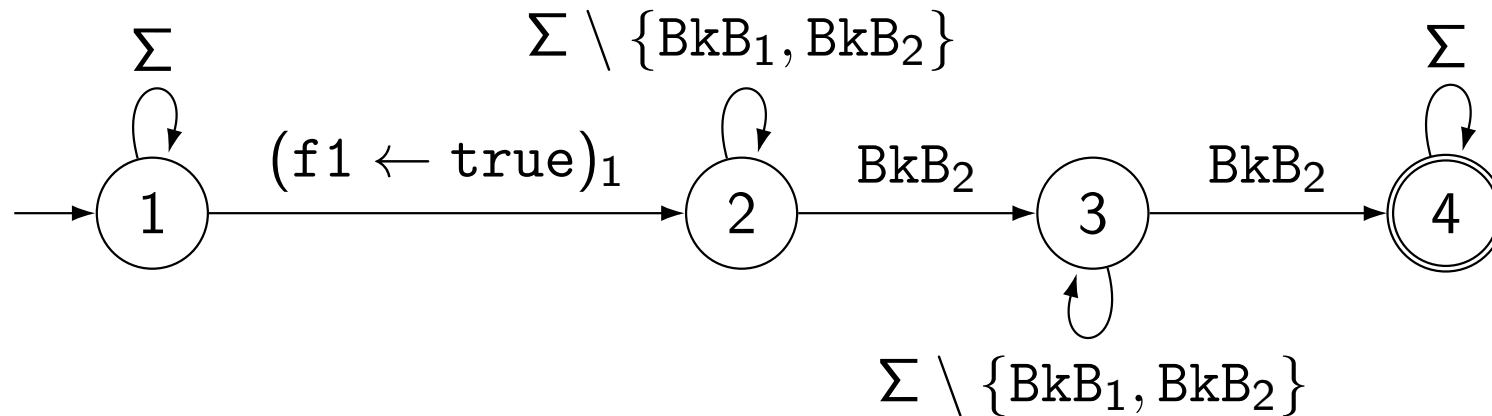 Σ
Σ \ {BkB₁, BkB₂}
Σ
(f1 ← true)₁
BkB₂
BkB₂
1
2
3
4
Σ \ {BkB₁, BkB₂}